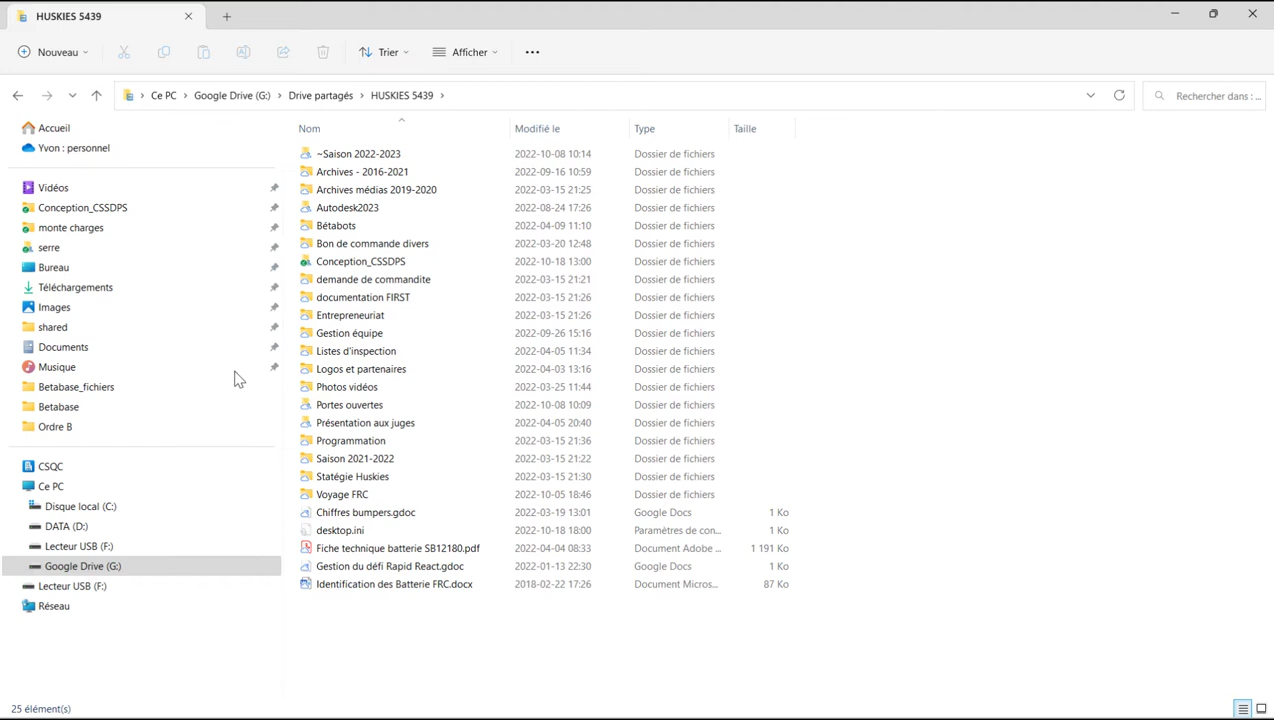 HUSKIES 5439
Nouveau
Trier
Afficher
Ce PC > Google Drive (G:) > Drive partagés > HUSKIES 5439 >
Rechercher dans : ...
Accueil
Yvon : personnel
Vidéos
Conception_CSSDPS
monte charges
serre
Bureau
Téléchargements
Images
shared
Documents
Musique
Betabase_fichiers
Betabase
Ordre B
CSQC
Ce PC
Disque local (C:)
DATA (D:)
Lecteur USB (F:)
Google Drive (G:)
Lecteur USB (F:)
Réseau
Nom Modifié le Type Taille
~Saison 2022-2023 2022-10-08 10:14 Dossier de fichiers
Archives - 2016-2021 2022-09-16 10:59 Dossier de fichiers
Archives médias 2019-2020 2022-03-15 21:25 Dossier de fichiers
Autodesk2023 2022-08-24 17:26 Dossier de fichiers
Bétabots 2022-04-09 11:10 Dossier de fichiers
Bon de commande divers 2022-03-20 12:48 Dossier de fichiers
Conception_CSSDPS 2022-10-18 13:00 Dossier de fichiers
demande de commandite 2022-03-15 21:21 Dossier de fichiers
documentation FIRST 2022-03-15 21:26 Dossier de fichiers
Entrepreneuriat 2022-03-15 21:26 Dossier de fichiers
Gestion équipe 2022-09-26 15:16 Dossier de fichiers
Listes d'inspection 2022-04-05 11:34 Dossier de fichiers
Logos et partenaires 2022-04-03 13:16 Dossier de fichiers
Photos vidéos 2022-03-25 11:44 Dossier de fichiers
Portes ouvertes 2022-10-08 10:09 Dossier de fichiers
Présentation aux juges 2022-04-05 20:40 Dossier de fichiers
Programmation 2022-03-15 21:36 Dossier de fichiers
Saison 2021-2022 2022-03-15 21:22 Dossier de fichiers
Statégie Huskies 2022-03-15 21:30 Dossier de fichiers
Voyage FRC 2022-10-05 18:46 Dossier de fichiers
Chiffres bumpers.gdoc 2022-03-19 13:01 Google Docs 1 Ko
desktop.ini 2022-10-18 18:00 Paramètres de con... 1 Ko
Fiche technique batterie SB12180.pdf 2022-04-04 08:33 Document Adobe ... 1 191 Ko
Gestion du défi Rapid React.gdoc 2022-01-13 22:30 Google Docs 1 Ko
Identification des Batterie FRC.docx 2018-02-22 17:26 Document Micros... 87 Ko
25 élément(s)